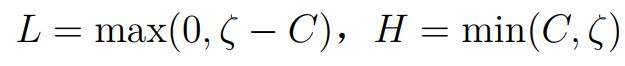 L = max(0, ζ − C)，H = min(C, ζ)